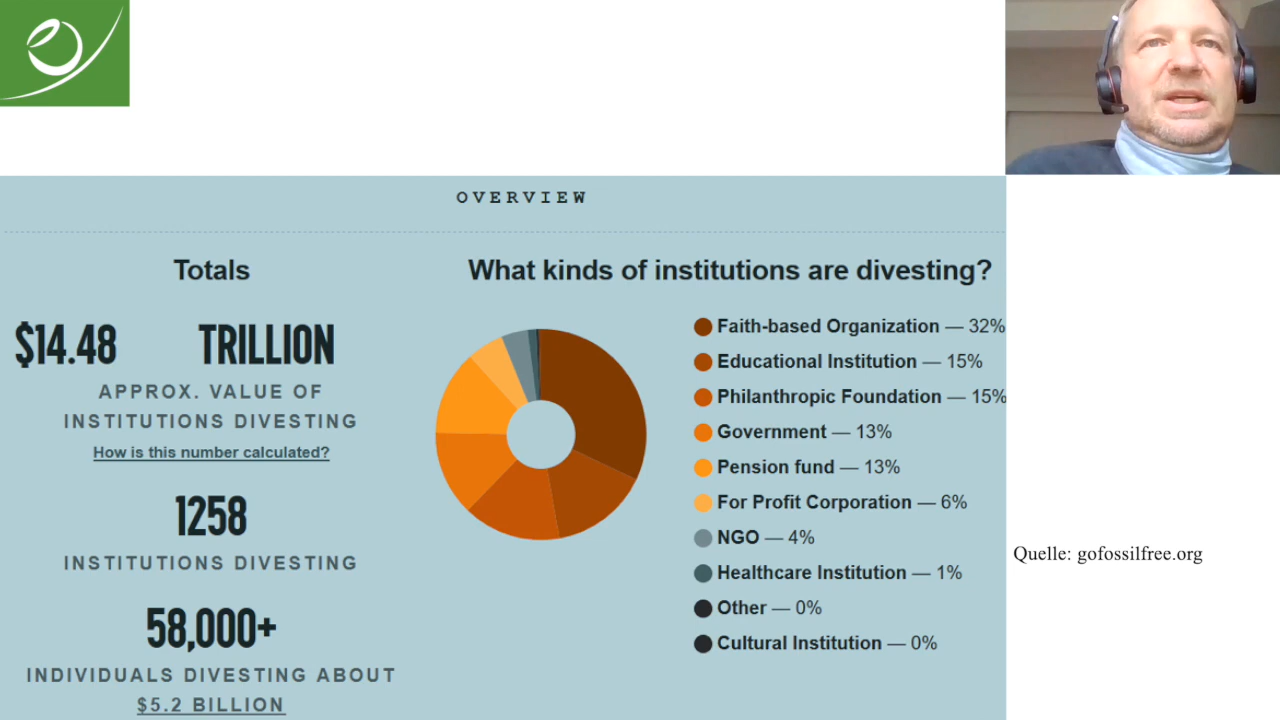 OVERVIEW
Totals
$14.48 TRILLION
APPROX. VALUE OF
INSTITUTIONS DIVESTING
How is this number calculated?
1258
INSTITUTIONS DIVESTING
58,000+
INDIVIDUALS DIVESTING ABOUT
$5.2 BILLION
What kinds of institutions are divesting?
Faith-based Organization — 32%
Educational Institution — 15%
Philanthropic Foundation — 15%
Government — 13%
Pension fund — 13%
For Profit Corporation — 6%
NGO — 4%
Healthcare Institution — 1%
Other — 0%
Cultural Institution — 0%
Quelle: gofossilfree.org